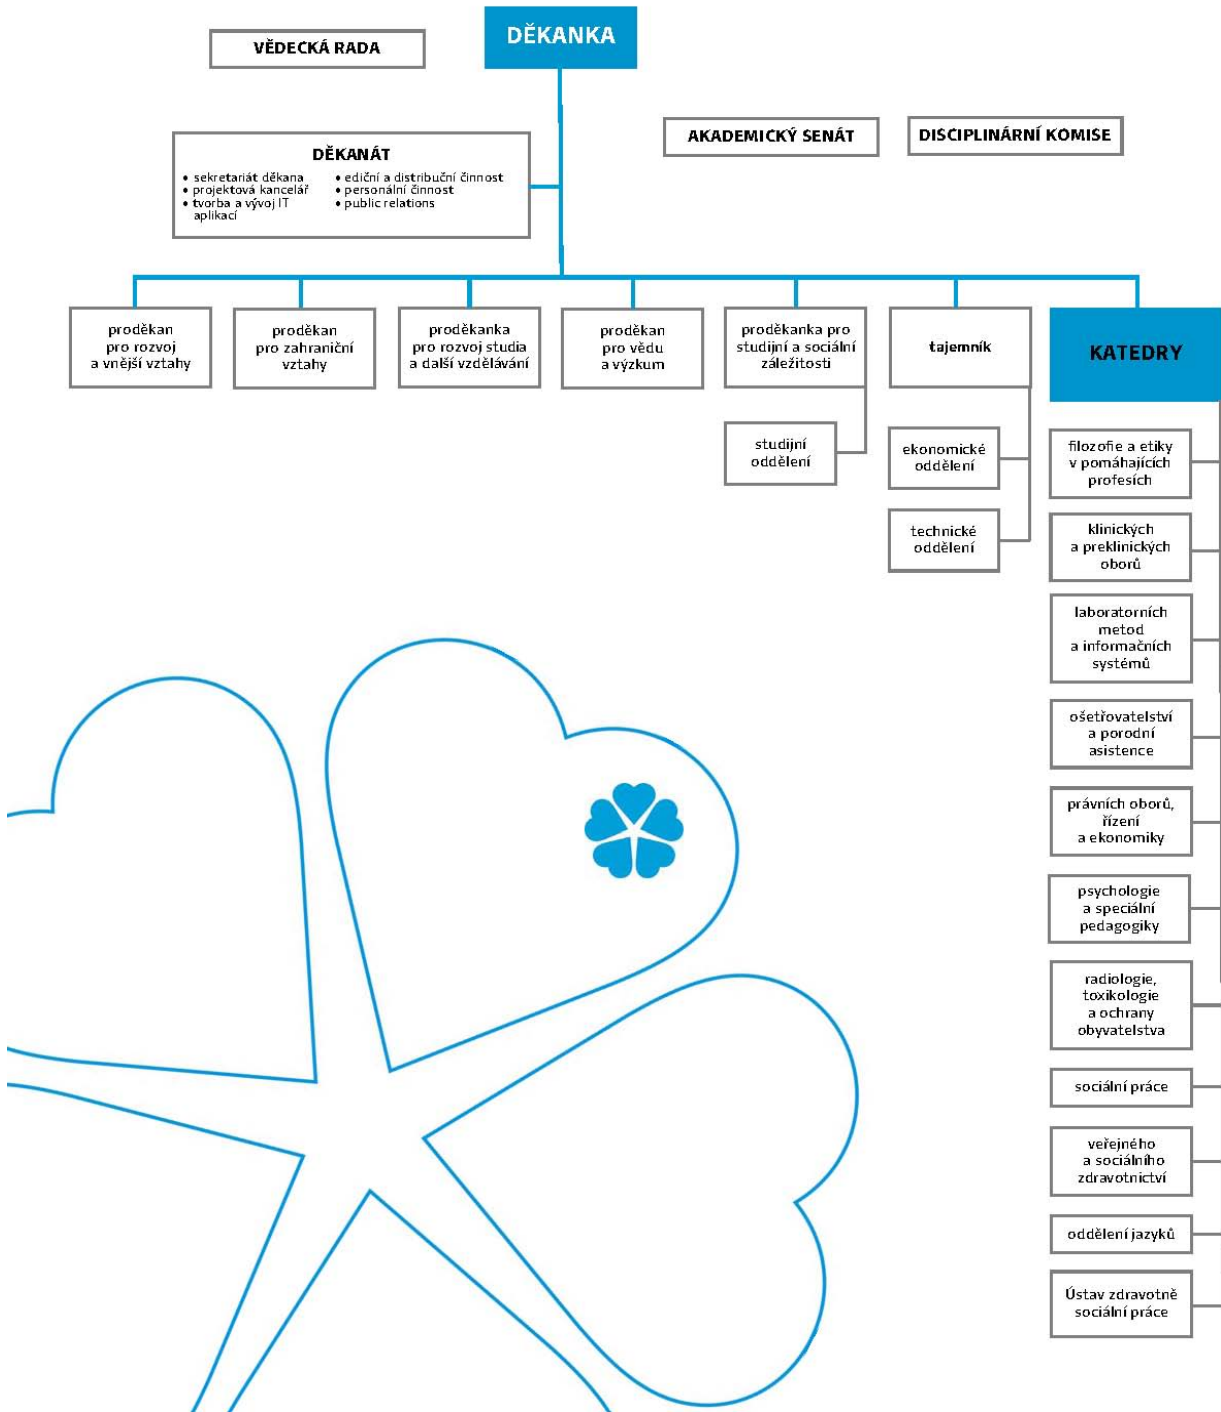 VĚDECKÁ RADA
DĚKANKA
AKADEMICKÝ SENÁT
DISCIPLINÁRNÍ KOMISE
DĚKANÁT
• sekretariát děkana
• projektová kancelář
• tvorba a vývoj IT
aplikací
• ediční a distribuční činnost
• personální činnost
• public relations
proděkan
pro rozvoj
a vnější vztahy
proděkan
pro zahraniční
vztahy
proděkanka
pro rozvoj studia
a další vzdělávání
proděkan
pro vědu
a výzkum
proděkanka pro
studijní a sociální
záležitosti
tajemník
KATEDRY
studijní
oddělení
ekonomické
oddělení
technické
oddělení
filozofie a etiky
v pomáhajících
profesích
klinických
a preklinických
oborů
laboratorních
metod
a informačních
systémů
ošetřovatelství
a porodní
asistence
právních oborů,
řízení
a ekonomiky
psychologie
a speciální
pedagogiky
radiologie,
toxikologie
a ochrany
obyvatelstva
sociální práce
veřejného
a sociálního
zdravotnictví
oddělení jazyků
Ústav zdravotně
sociální práce